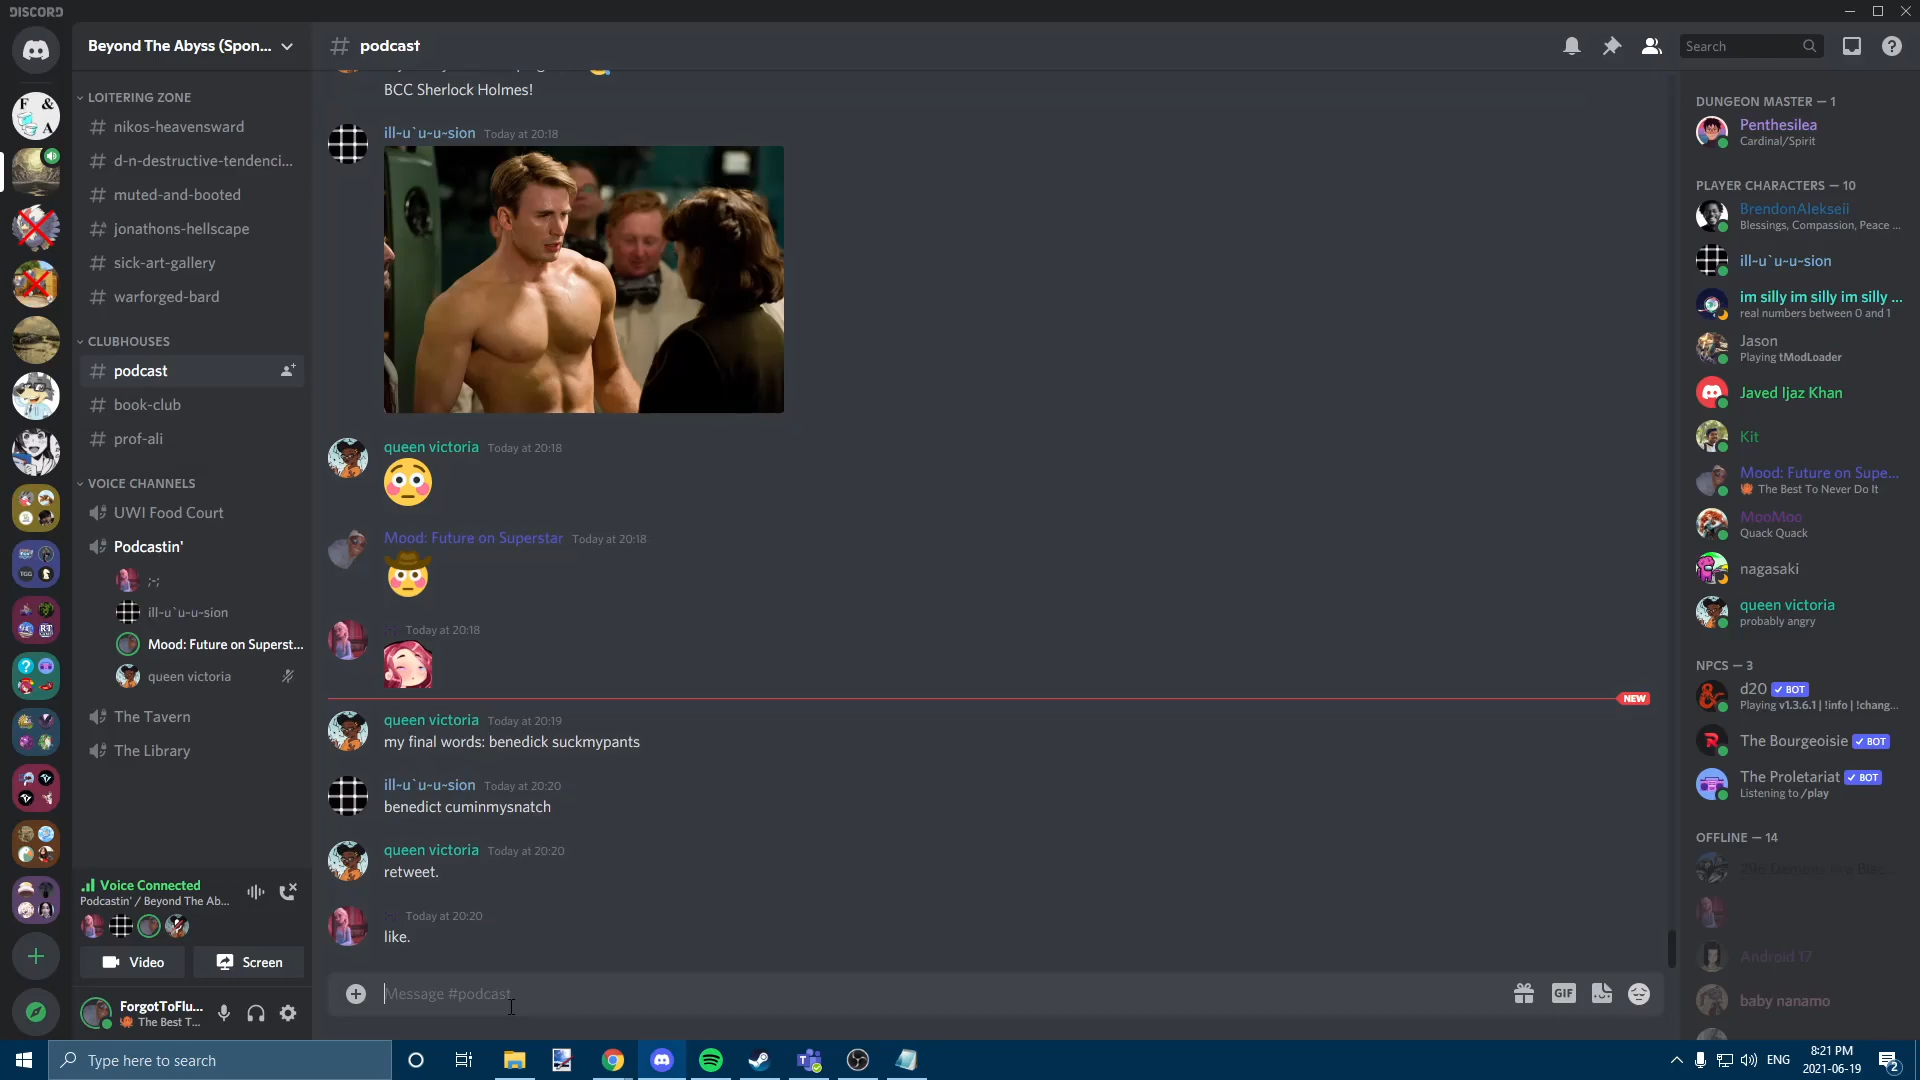 DISCORD
Beyond The Abyss (Spon...
# podcast
Search
LOITERING ZONE
nikos-heavensward
d-n-destructive-tendenci...
muted-and-booted
jonathons-hellscape
sick-art-gallery
warforged-bard
CLUBHOUSES
podcast
book-club
prof-ali
VOICE CHANNELS
UWI Food Court
Podcastin'
;-;
ill~u`u~u~sion
Mood: Future on Superst...
queen victoria
The Tavern
The Library
Voice Connected
Podcastin' / Beyond The Ab...
Video
Screen
ForgotToFlu...
The Best T...
F &
A
TGG
RT
BCC Sherlock Holmes!
ill~u`u~u~sion Today at 20:18
queen victoria Today at 20:18
Mood: Future on Superstar Today at 20:18
Today at 20:18
NEW
queen victoria Today at 20:19
my final words: benedick suckmypants
ill~u`u~u~sion Today at 20:20
benedict cuminmysnatch
queen victoria Today at 20:20
retweet.
Today at 20:20
like.
Message #podcast
GIF
DUNGEON MASTER — 1
Penthesilea
Cardinal/Spirit
PLAYER CHARACTERS — 10
BrendonAlekseii
Blessings, Compassion, Peace ...
ill~u`u~u~sion
im silly im silly im silly ...
real numbers between 0 and 1
Jason
Playing tModLoader
Javed Ijaz Khan
Kit
Mood: Future on Supe...
The Best To Never Do It
MooMoo
Quack Quack
nagasaki
queen victoria
probably angry
NPCS — 3
d20 BOT
Playing v1.3.6.1 | !info | !chang...
The Bourgeoisie BOT
The Proletariat BOT
Listening to /play
OFFLINE — 14
Android 17
baby nanamo
Type here to search
ENG
8:21 PM
2021-06-19
2